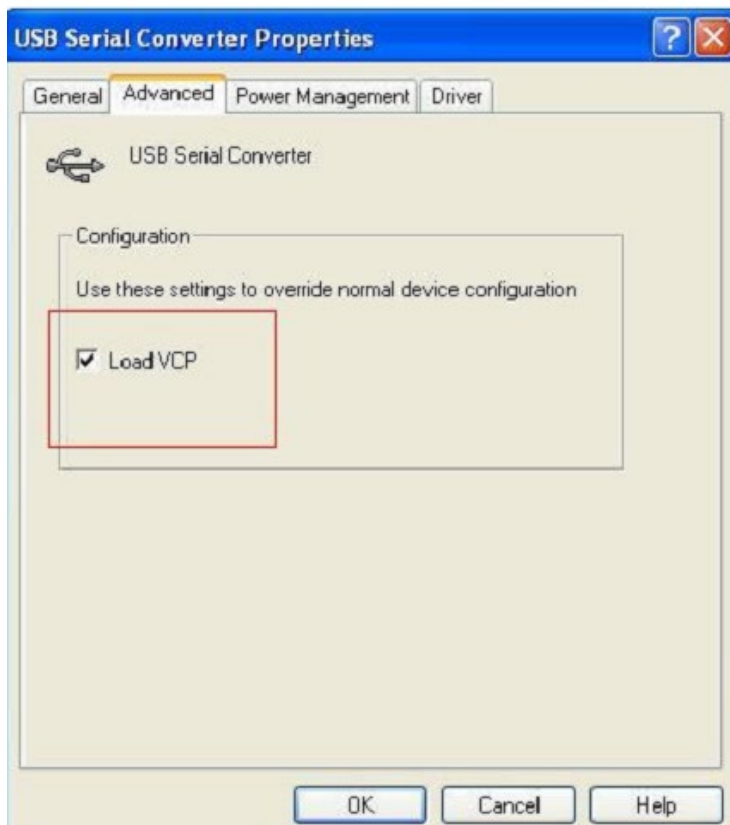 USB Serial Converter Properties
General Advanced Power Management Driver
USB Serial Converter
Configuration
Use these settings to override normal device configuration
Load VCP
OK Cancel Help